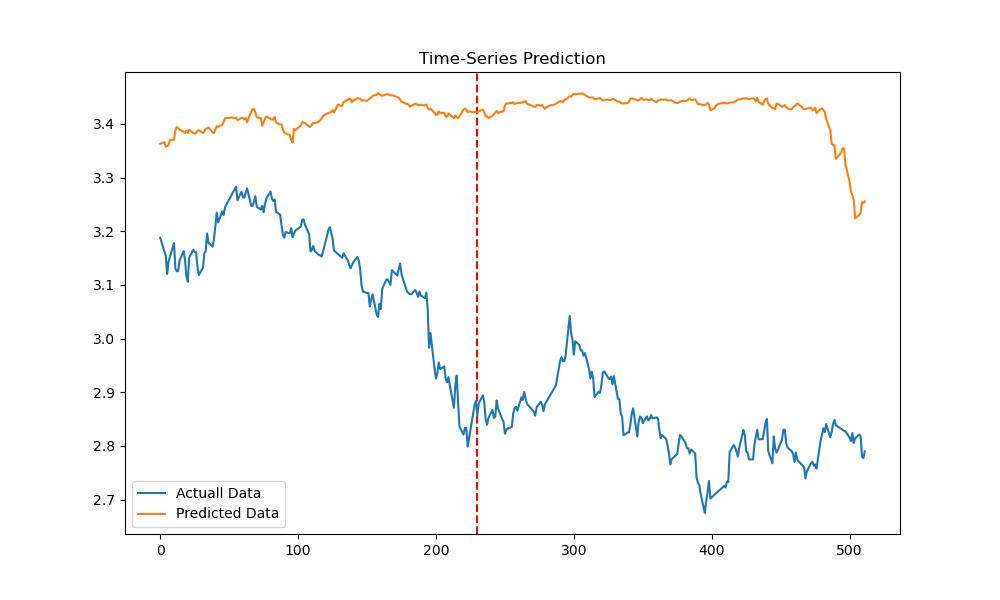 Time-Series Prediction
3.4
3.3
3.2
3.1
3.0
2.9
2.8
2.7
Actuall Data
Predicted Data
0 100 200 300 400 500